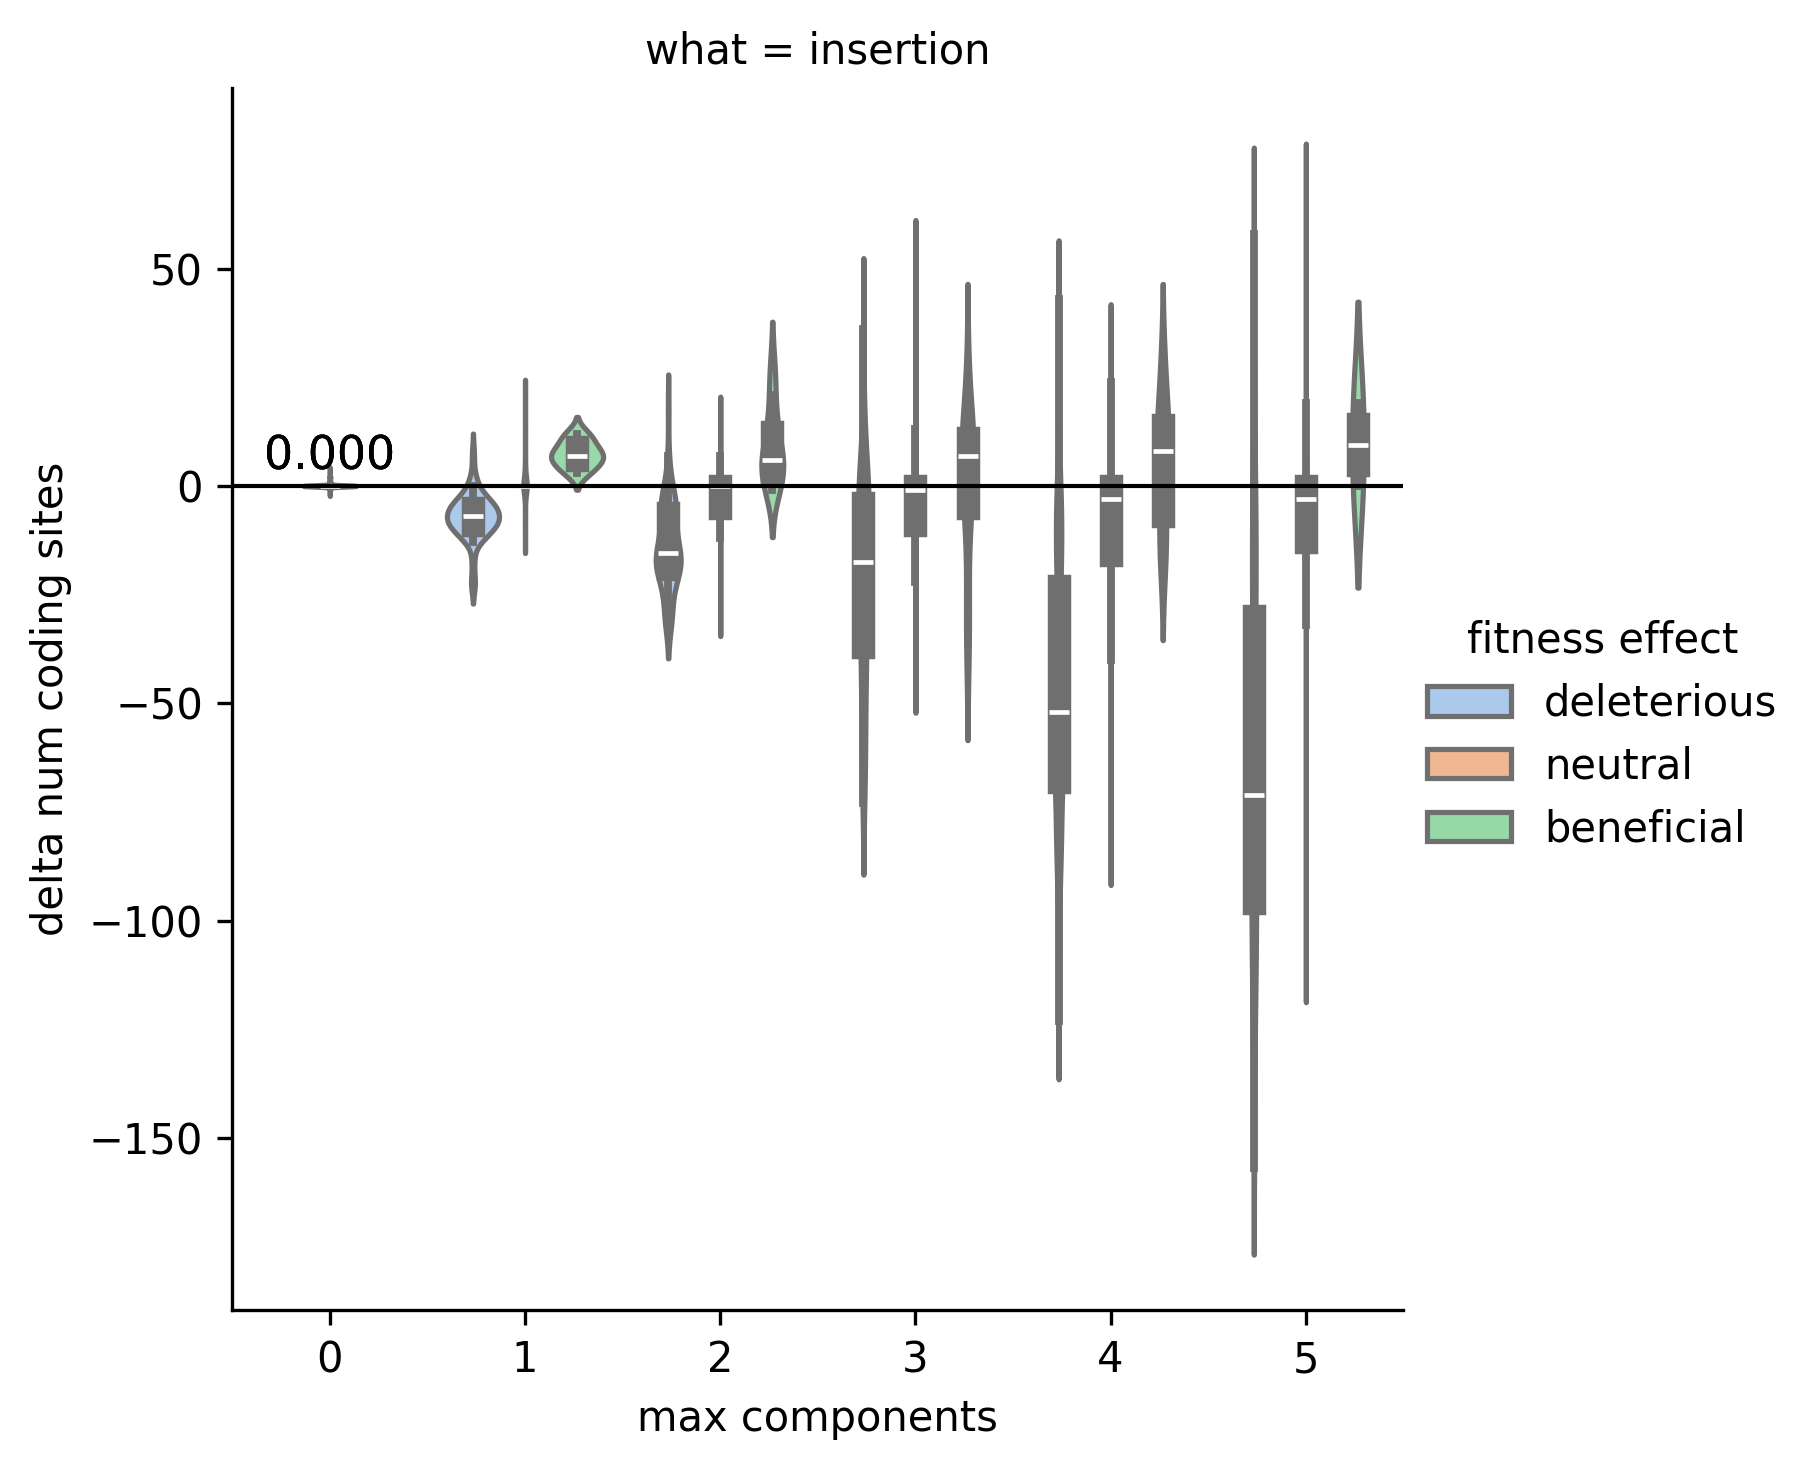 what = insertion
delta num coding sites
50
0
−50
−100
−150
0.000
0 1 2 3 4 5
max components
fitness effect
deleterious
neutral
beneficial